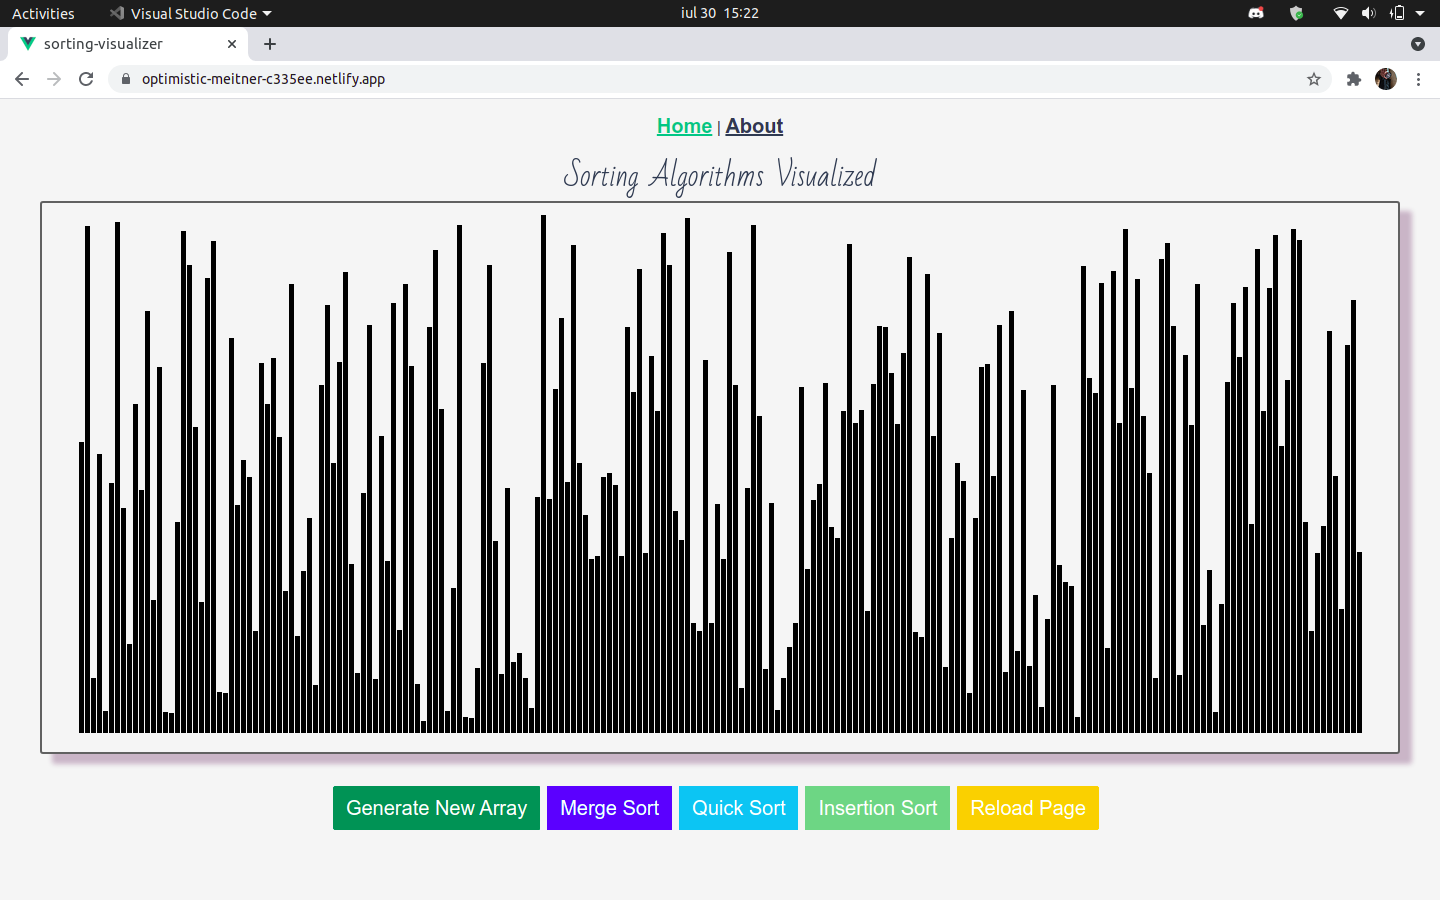 Activities Visual Studio Code iul 30 15:22
sorting-visualizer
optimistic-meitner-c335ee.netlify.app
Home | About
Sorting Algorithms Visualized
Generate New Array Merge Sort Quick Sort Insertion Sort Reload Page